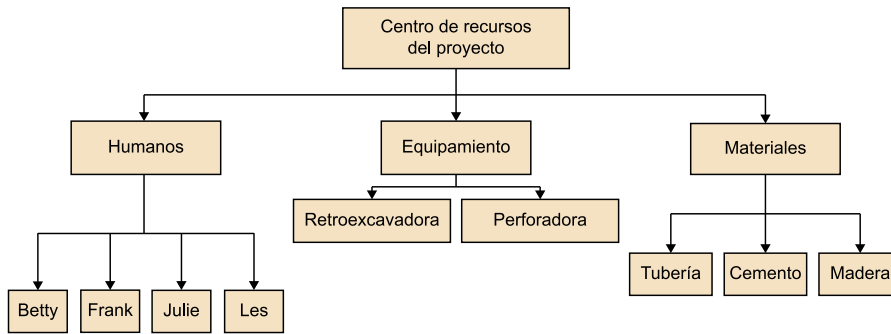 Centro de recursos
del proyecto
Humanos
Equipamiento
Materiales
Retroexcavadora
Perforadora
Tubería
Cemento
Madera
Betty
Frank
Julie
Les